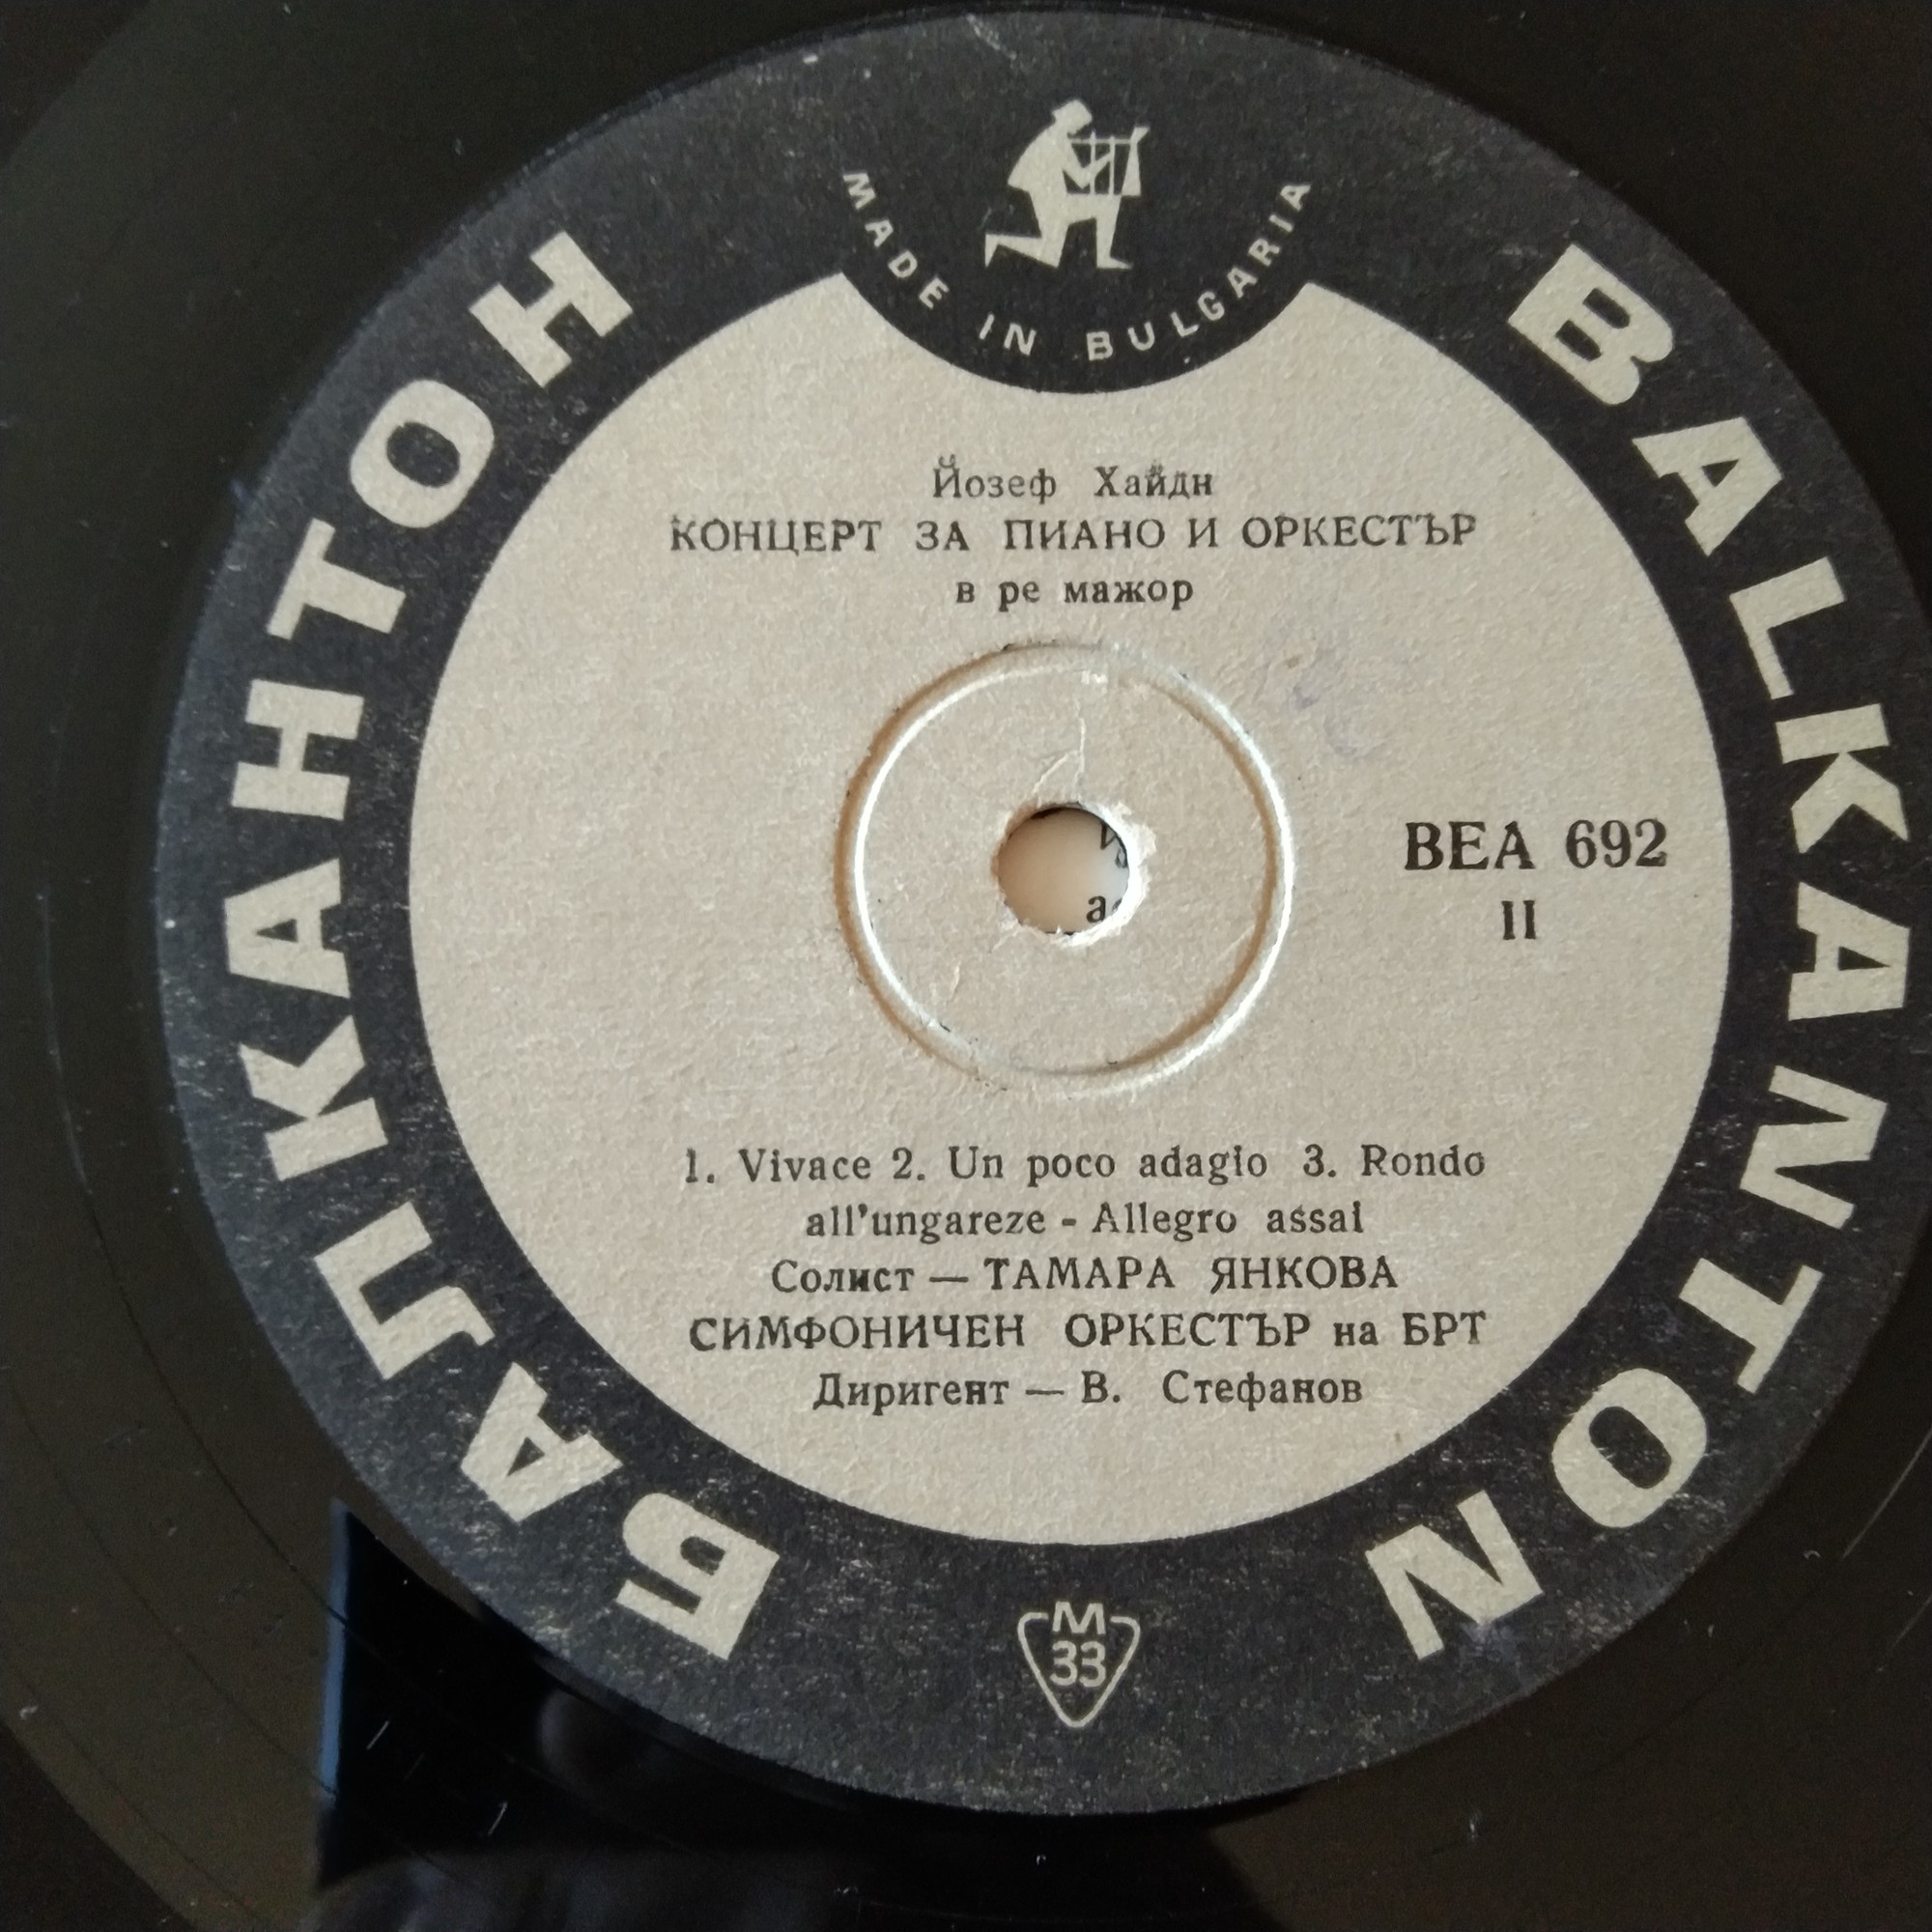 MADE IN BULGARIA
БАЛКАНТОН
BALKANTON
Йозеф Хайдн
КОНЦЕРТ ЗА ПИАНО И ОРКЕСТЪР
в ре мажор
ВЕА 692
II
1. Vivace 2. Un poco adagio 3. Rondo
all'ungareze - Allegro assai
Солист — ТАМАРА ЯНКОВА
СИМФОНИЧЕН ОРКЕСТЪР на БРТ
Диригент — В. Стефанов
M
33